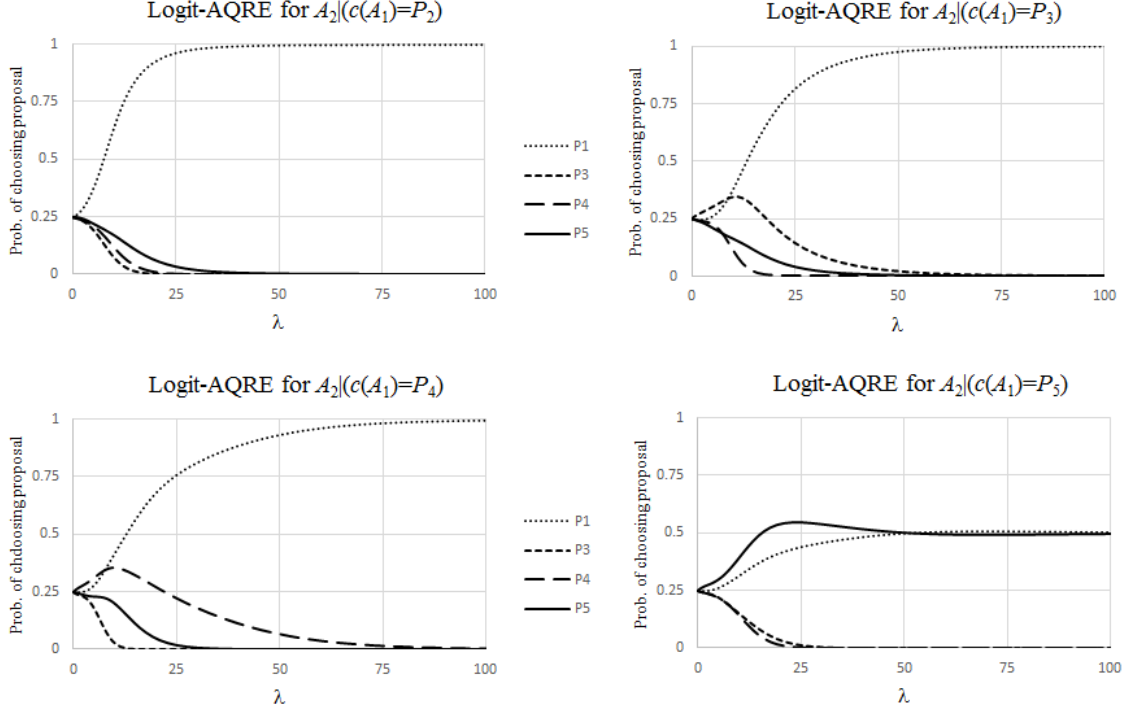 Logit-AQRE for A₂|(c(A₁)=P₂)
Prob. of choosing proposal
1
0.75
0.5
0.25
0
0 25 50 75 100
λ
P1
P3
P4
P5
Logit-AQRE for A₂|(c(A₁)=P₃)
Prob. of choosing proposal
1
0.75
0.5
0.25
0
0 25 50 75 100
λ
Logit-AQRE for A₂|(c(A₁)=P₄)
Prob. of chdoosing proposal
1
0.75
0.5
0.25
0
0 25 50 75 100
λ
P1
P3
P4
P5
Logit-AQRE for A₂|(c(A₁)=P₅)
Prob. of choosing proposal
1
0.75
0.5
0.25
0
0 25 50 75 100
λ